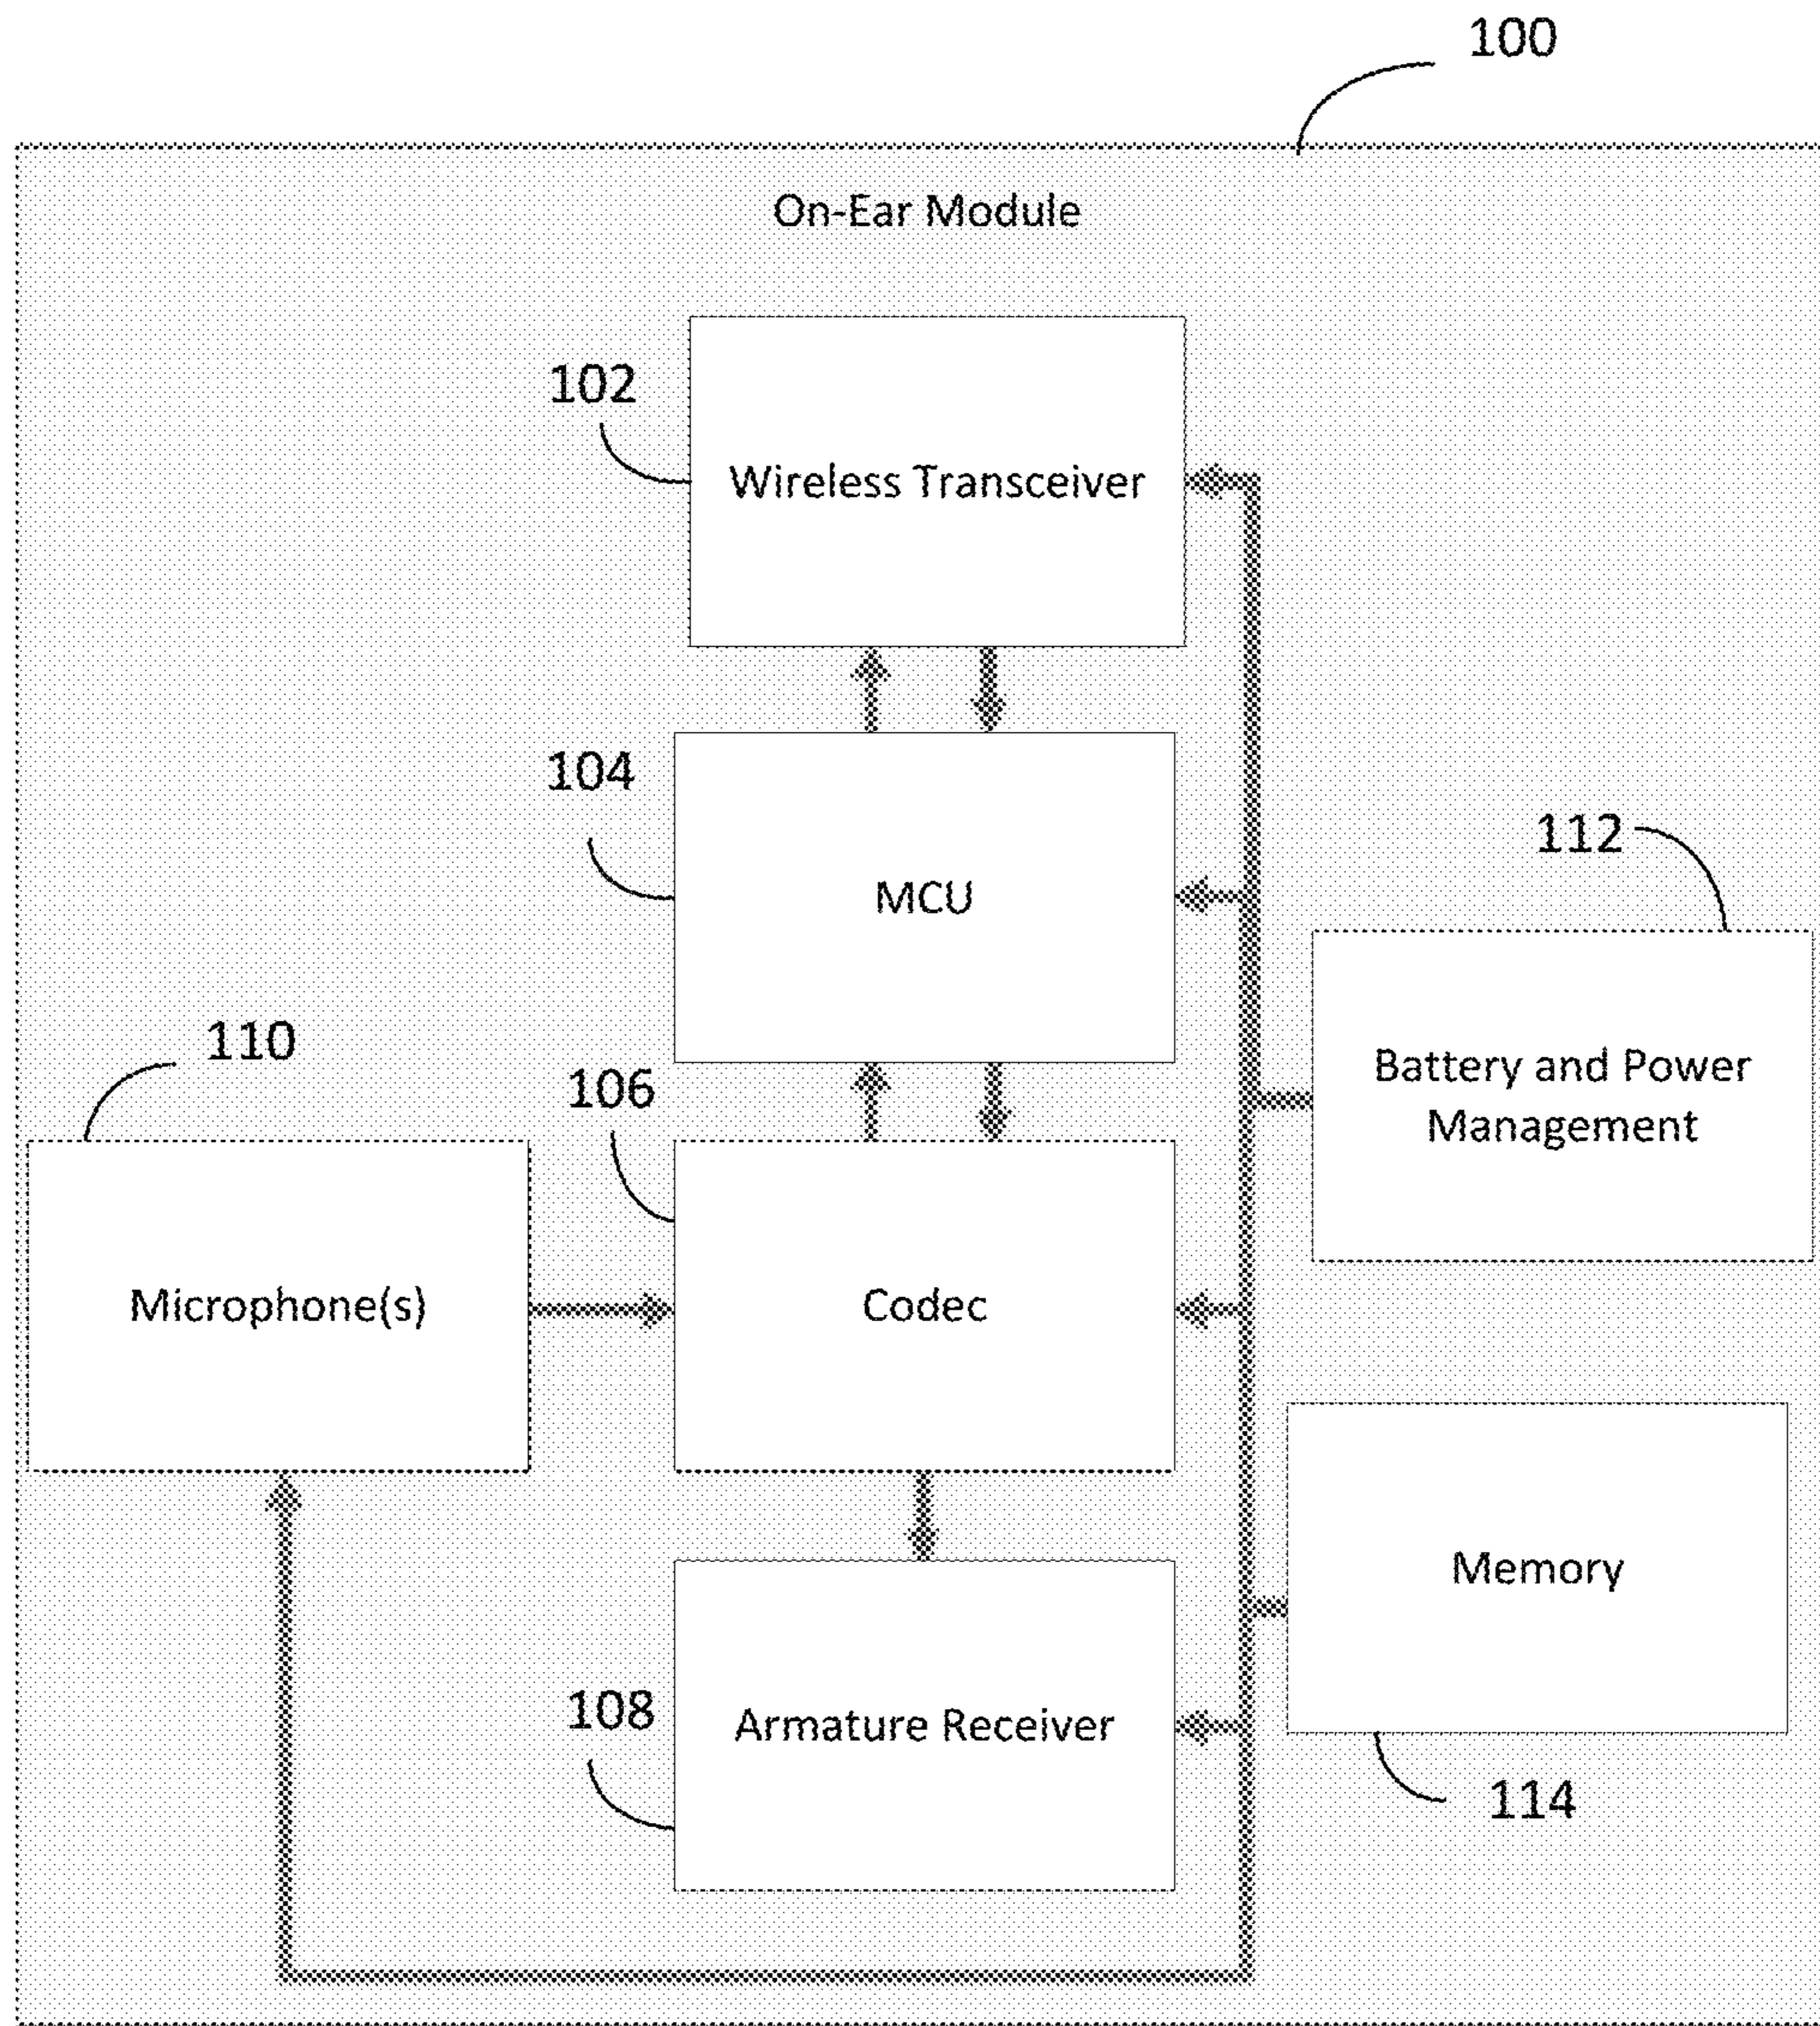 100
On-Ear Module
102
Wireless Transceiver
104
MCU
112
Battery and Power
Management
110
106
Microphone(s)
Codec
Memory
108
Armature Receiver
114